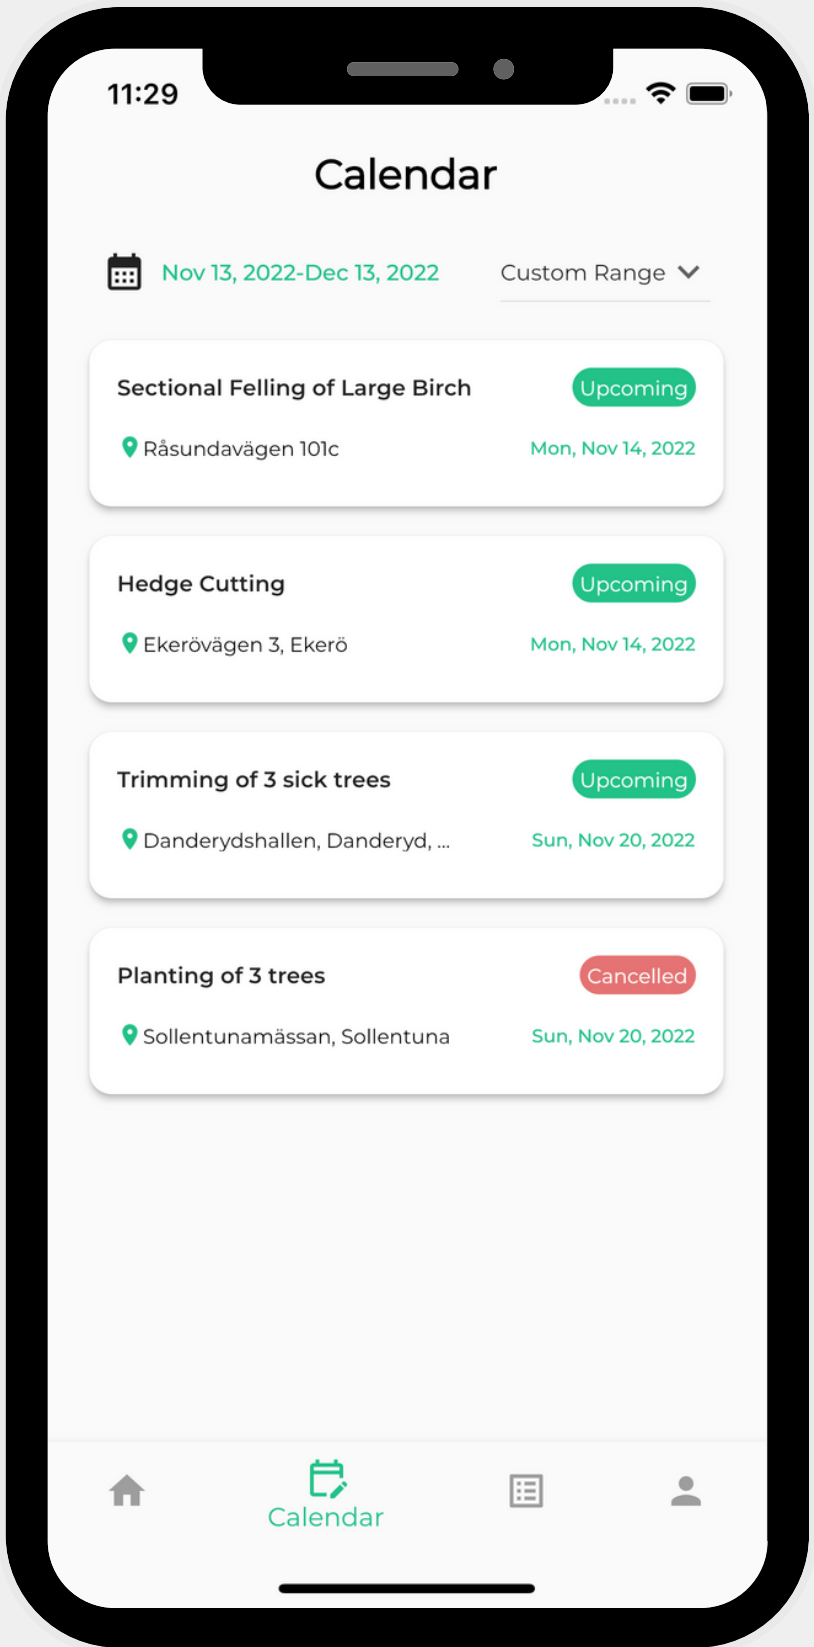 11:29
Calendar
Nov 13, 2022-Dec 13, 2022 Custom Range
Sectional Felling of Large Birch Upcoming
Råsundavägen 101c Mon, Nov 14, 2022
Hedge Cutting Upcoming
Ekerövägen 3, Ekerö Mon, Nov 14, 2022
Trimming of 3 sick trees Upcoming
Danderydshallen, Danderyd, ... Sun, Nov 20, 2022
Planting of 3 trees Cancelled
Sollentunamässan, Sollentuna Sun, Nov 20, 2022
Calendar